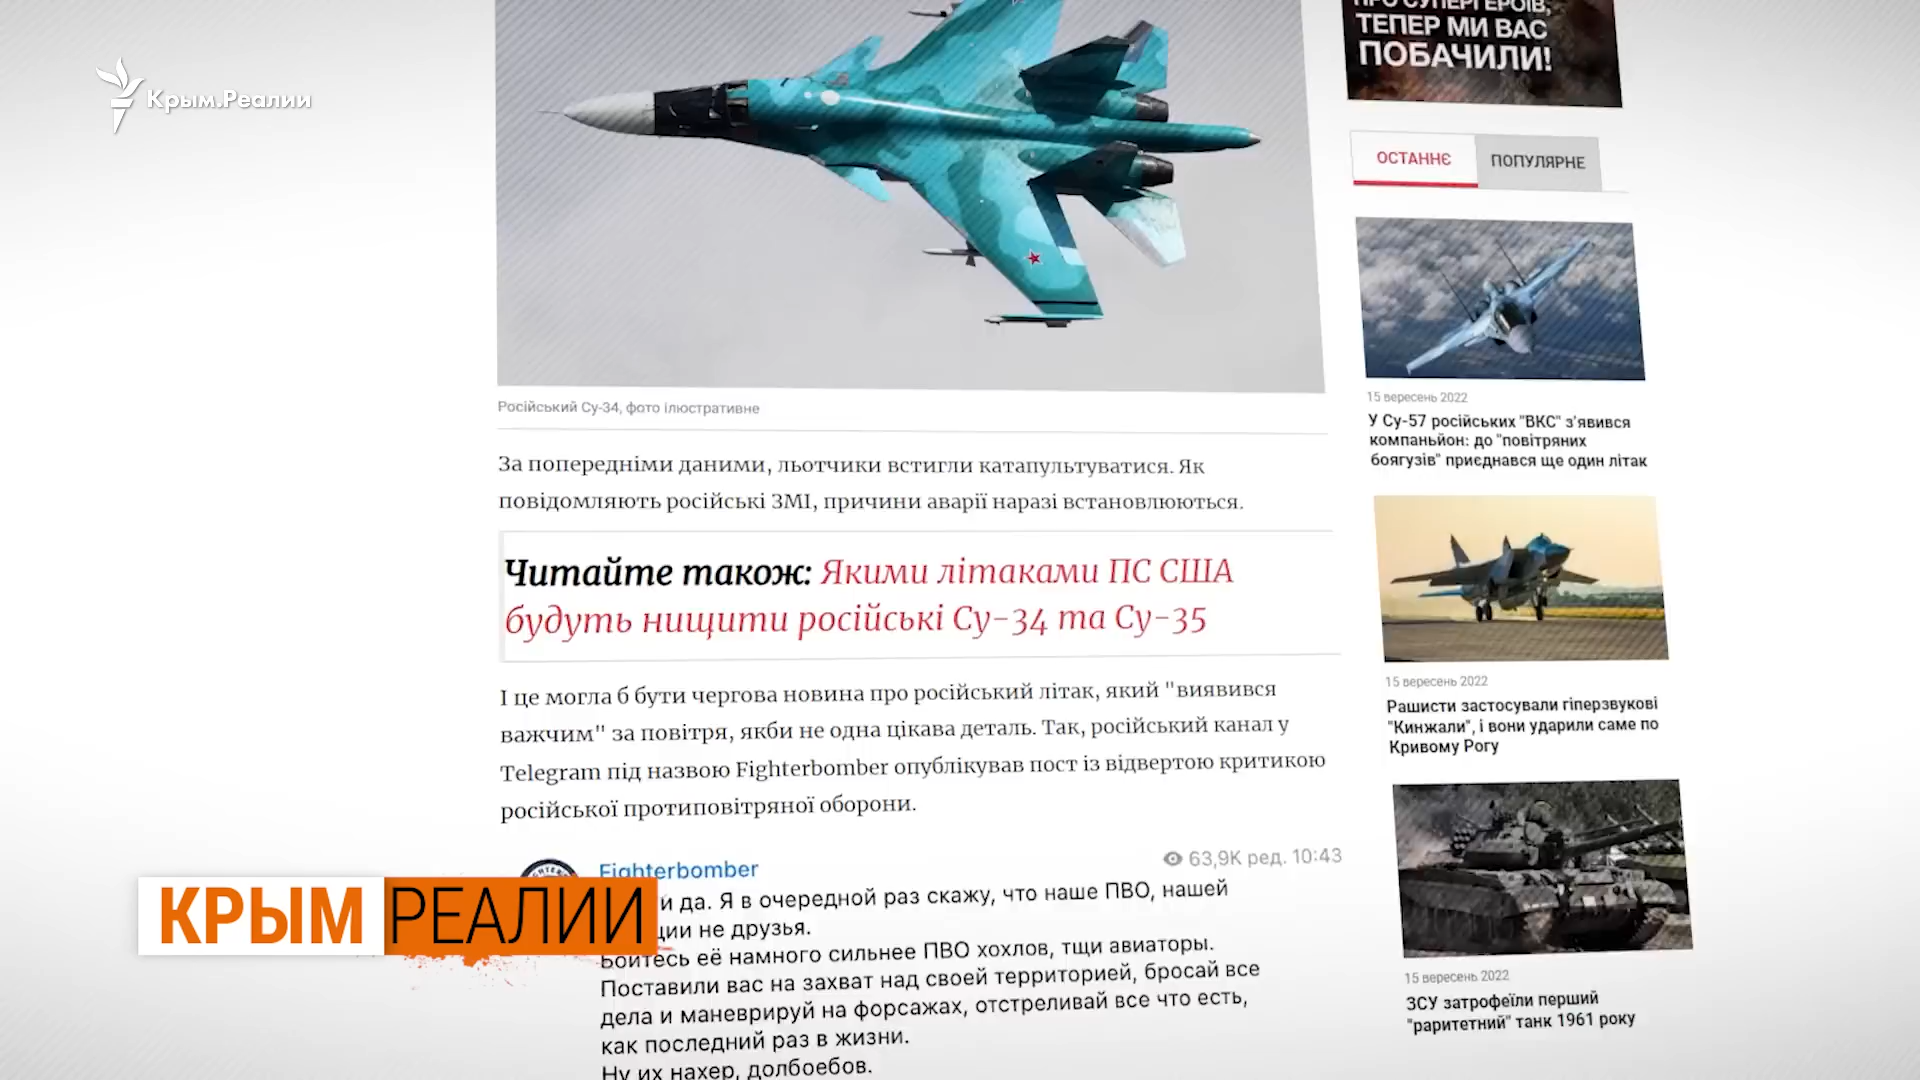 Крым.Реалии
ПРО СУПЕРГЕРОЇВ,
ТЕПЕР МИ ВАС
ПОБАЧИЛИ!
ОСТАННЄ
ПОПУЛЯРНЕ
Російський Су-34, фото ілюстративне
За попередніми даними, льотчики встигли катапультуватися. Як
повідомляють російські ЗМІ, причини аварії наразі встановлюються.
Читайте також: Якими літаками ПС США
будуть нищити російські Су-34 та Су-35
І це могла б бути чергова новина про російський літак, який "виявився
важчим" за повітря, якби не одна цікава деталь. Так, російський канал у
Telegram під назвою Fighterbomber опублікував пост із відвертою критикою
російської протиповітряної оборони.
Fighterbomber
63,9K ред. 10:43
и да. Я в очередной раз скажу, что наше ПВО, нашей
ции не друзья.
Бойтесь её намного сильнее ПВО хохлов, тщи авиаторы.
Поставили вас на захват над своей территорией, бросай все
дела и маневрируй на форсажах, отстреливай все что есть,
как последний раз в жизни.
Ну их нахер, долбоебов.
КРЫМ РЕАЛИИ
15 вересень 2022
У Су-57 російських "ВКС" з'явився
компаньйон: до "повітряних
боягузів" приєднався ще один літак
15 вересень 2022
Рашисти застосували гіперзвукові
"Кинжали", і вони ударили саме по
Кривому Рогу
15 вересень 2022
ЗСУ затрофеїли перший
"раритетний" танк 1961 року